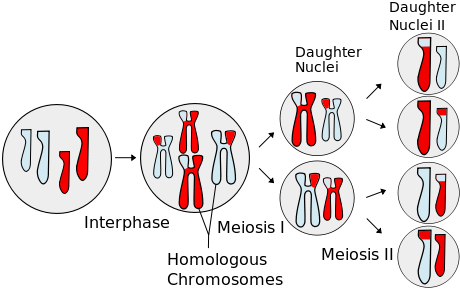 Daughter
Nuclei II
Daughter
Nuclei
Interphase
Meiosis I
Meiosis II
Homologous
Chromosomes